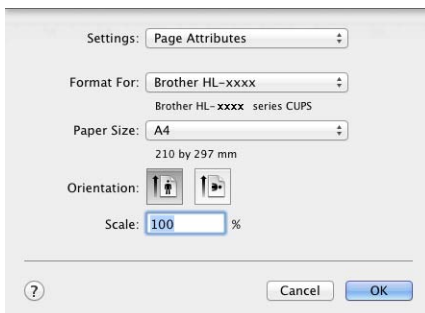 Settings: Page Attributes
Format For: Brother HL-xxxx
Brother HL-xxxx series CUPS
Paper Size: A4
210 by 297 mm
Orientation:
Scale: 100 %
? Cancel OK